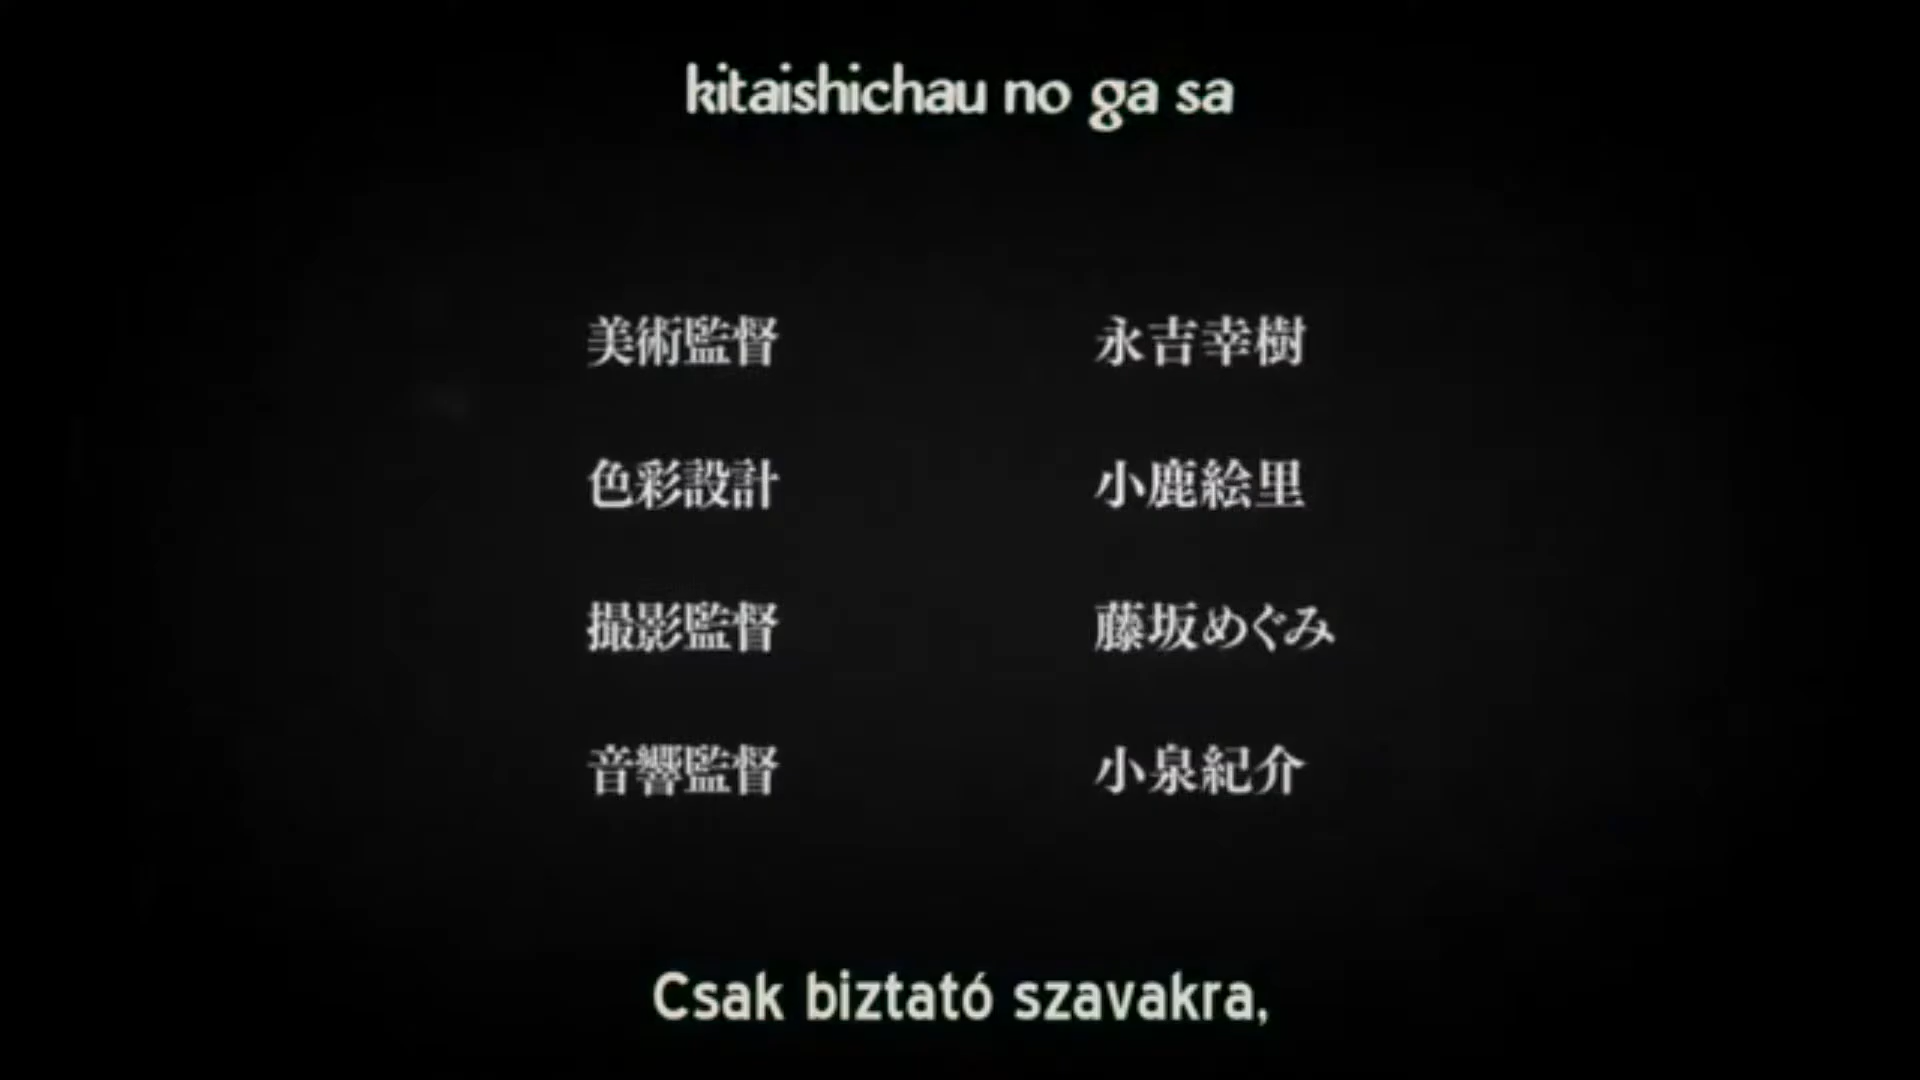 kitaishichau no ga sa
美術監督 永吉幸樹
色彩設計 小鹿絵里
撮影監督 藤坂めぐみ
音響監督 小泉紀介
Csak biztató szavakra,